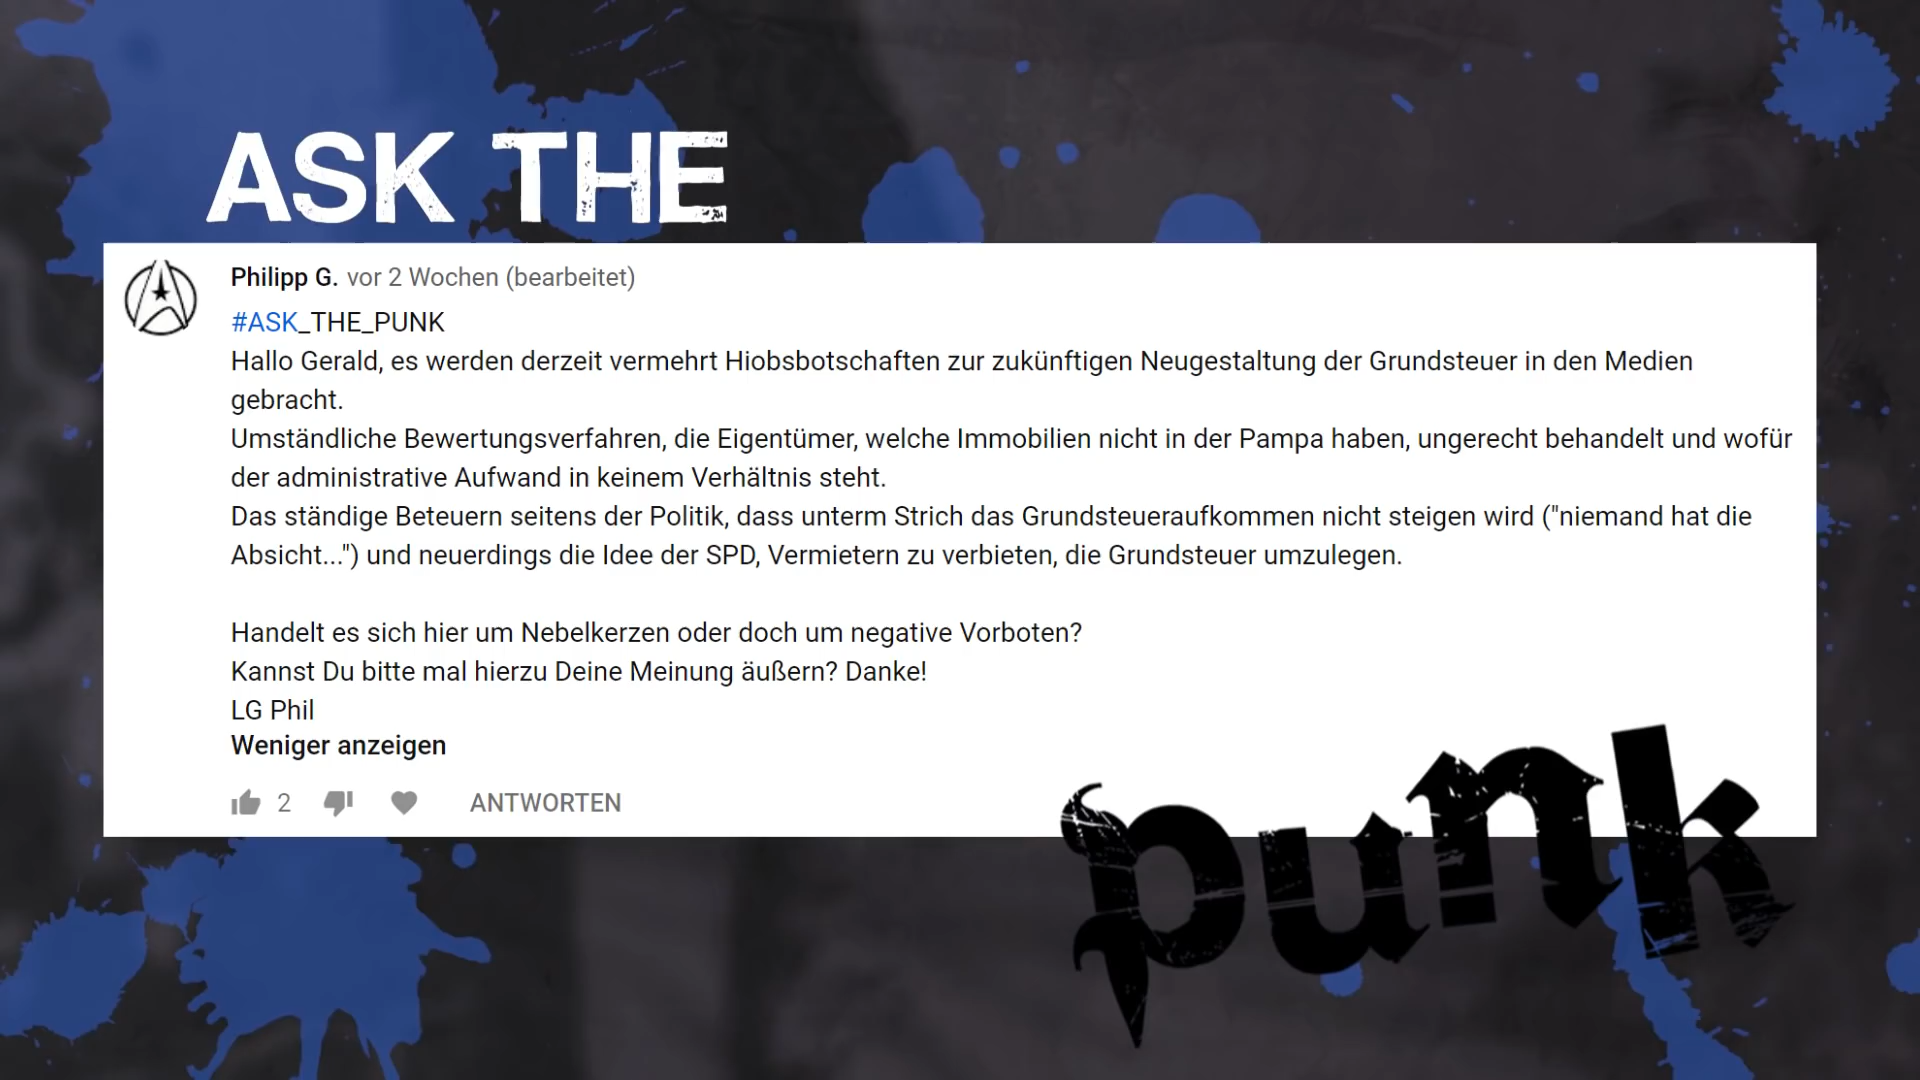 ASK THE
Philipp G. vor 2 Wochen (bearbeitet)
#ASK_THE_PUNK
Hallo Gerald, es werden derzeit vermehrt Hiobsbotschaften zur zukünftigen Neugestaltung der Grundsteuer in den Medien
gebracht.
Umständliche Bewertungsverfahren, die Eigentümer, welche Immobilien nicht in der Pampa haben, ungerecht behandelt und wofür
der administrative Aufwand in keinem Verhältnis steht.
Das ständige Beteuern seitens der Politik, dass unterm Strich das Grundsteueraufkommen nicht steigen wird ("niemand hat die
Absicht...") und neuerdings die Idee der SPD, Vermietern zu verbieten, die Grundsteuer umzulegen.
Handelt es sich hier um Nebelkerzen oder doch um negative Vorboten?
Kannst Du bitte mal hierzu Deine Meinung äußern? Danke!
LG Phil
Weniger anzeigen
2 ANTWORTEN
punk